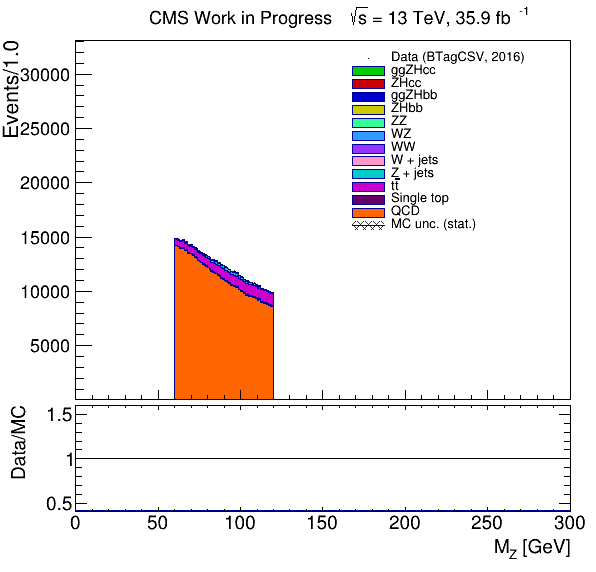 CMS Work in Progress √s = 13 TeV, 35.9 fb -1
Events/1.0
30000
25000
20000
15000
10000
5000
Data (BTagCSV, 2016)
ggZHcc
ZHcc
ggZHbb
ZHbb
ZZ
WZ
WW
W + jets
Z + jets
tt̅
Single top
QCD
MC unc. (stat.)
Data/MC
1.5
1
0.5
0 50 100 150 200 250 300
M_Z [GeV]